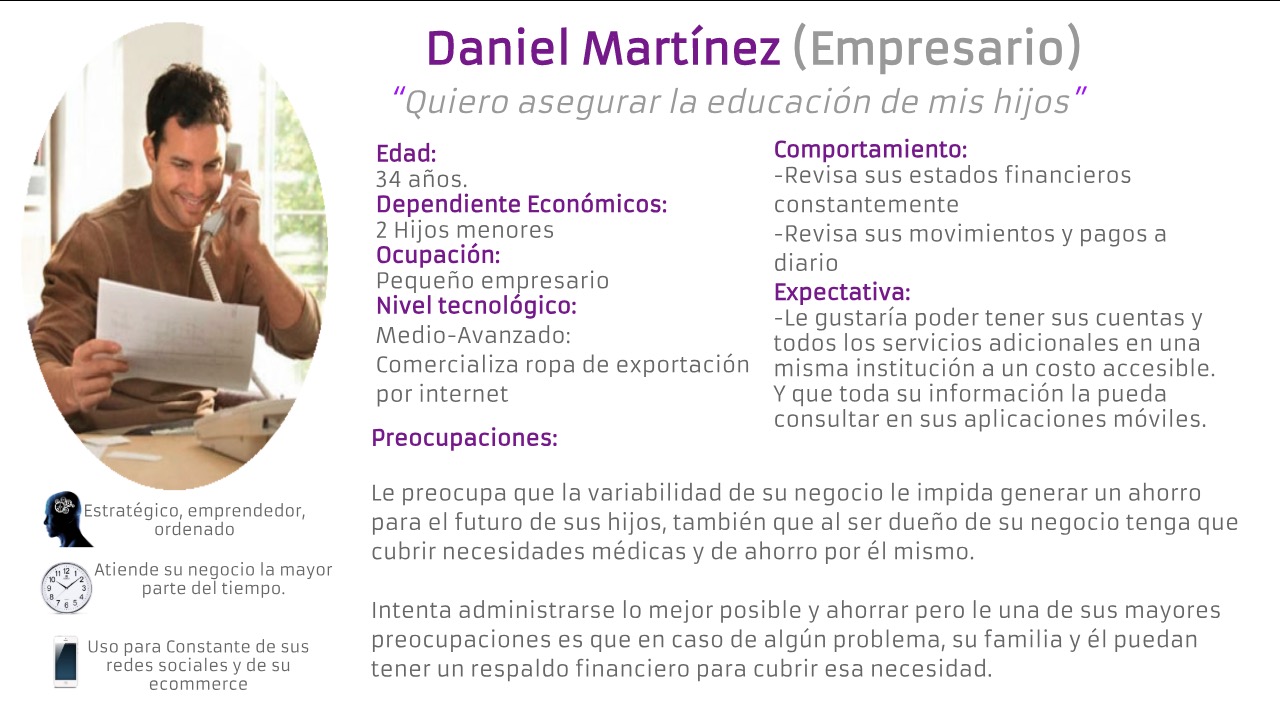 Daniel Martínez (Empresario)
“Quiero asegurar la educación de mis hijos”
Edad:
34 años.
Dependiente Económicos:
2 Hijos menores
Ocupación:
Pequeño empresario
Nivel tecnológico:
Medio-Avanzado:
Comercializa ropa de exportación
por internet
Comportamiento:
-Revisa sus estados financieros
constantemente
-Revisa sus movimientos y pagos a
diario
Expectativa:
-Le gustaría poder tener sus cuentas y
todos los servicios adicionales en una
misma institución a un costo accesible.
Y que toda su información la pueda
consultar en sus aplicaciones móviles.
Preocupaciones:
Le preocupa que la variabilidad de su negocio le impida generar un ahorro
para el futuro de sus hijos, también que al ser dueño de su negocio tenga que
cubrir necesidades médicas y de ahorro por él mismo.
Intenta administrarse lo mejor posible y ahorrar pero le una de sus mayores
preocupaciones es que en caso de algún problema, su familia y él puedan
tener un respaldo financiero para cubrir esa necesidad.
Estratégico, emprendedor,
ordenado
Atiende su negocio la mayor
parte del tiempo.
Uso para Constante de sus
redes sociales y de su
ecommerce